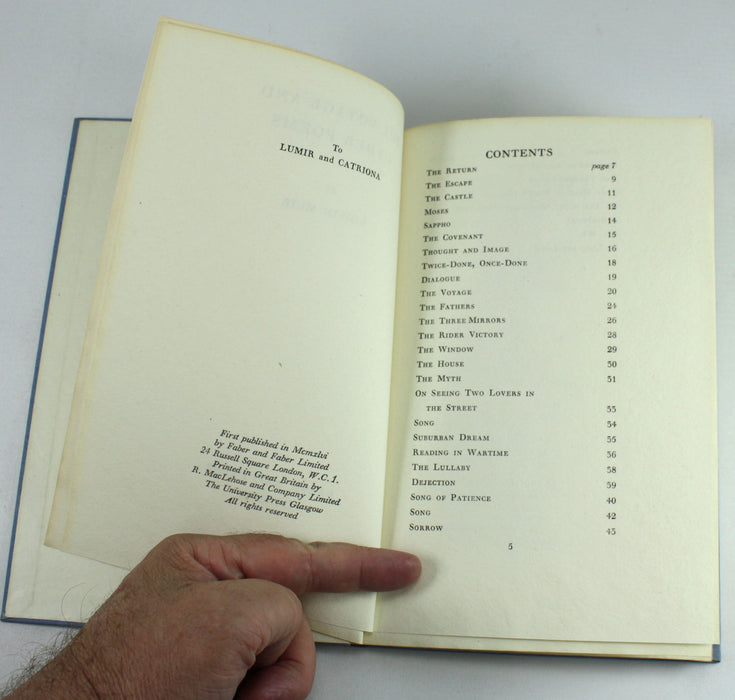 To
LUMIR and CATRIONA
First published in Mcmxlvi
by Faber and Faber Limited
24 Russell Square London, W.C.1.
Printed in Great Britain by
R. MacLehose and Company Limited
The University Press Glasgow
All rights reserved
CONTENTS
The Return page 7
The Escape 9
The Castle 11
Moses 12
Sappho 14
The Covenant 15
Thought and Image 16
Twice-Done, Once-Done 18
Dialogue 19
The Voyage 20
The Fathers 24
The Three Mirrors 26
The Rider Victory 28
The Window 29
The House 30
The Myth 31
On Seeing Two Lovers in
the Street 33
Song 34
Suburban Dream 35
Reading in Wartime 36
The Lullaby 38
Dejection 39
Song of Patience 40
Song 42
Sorrow 43
5